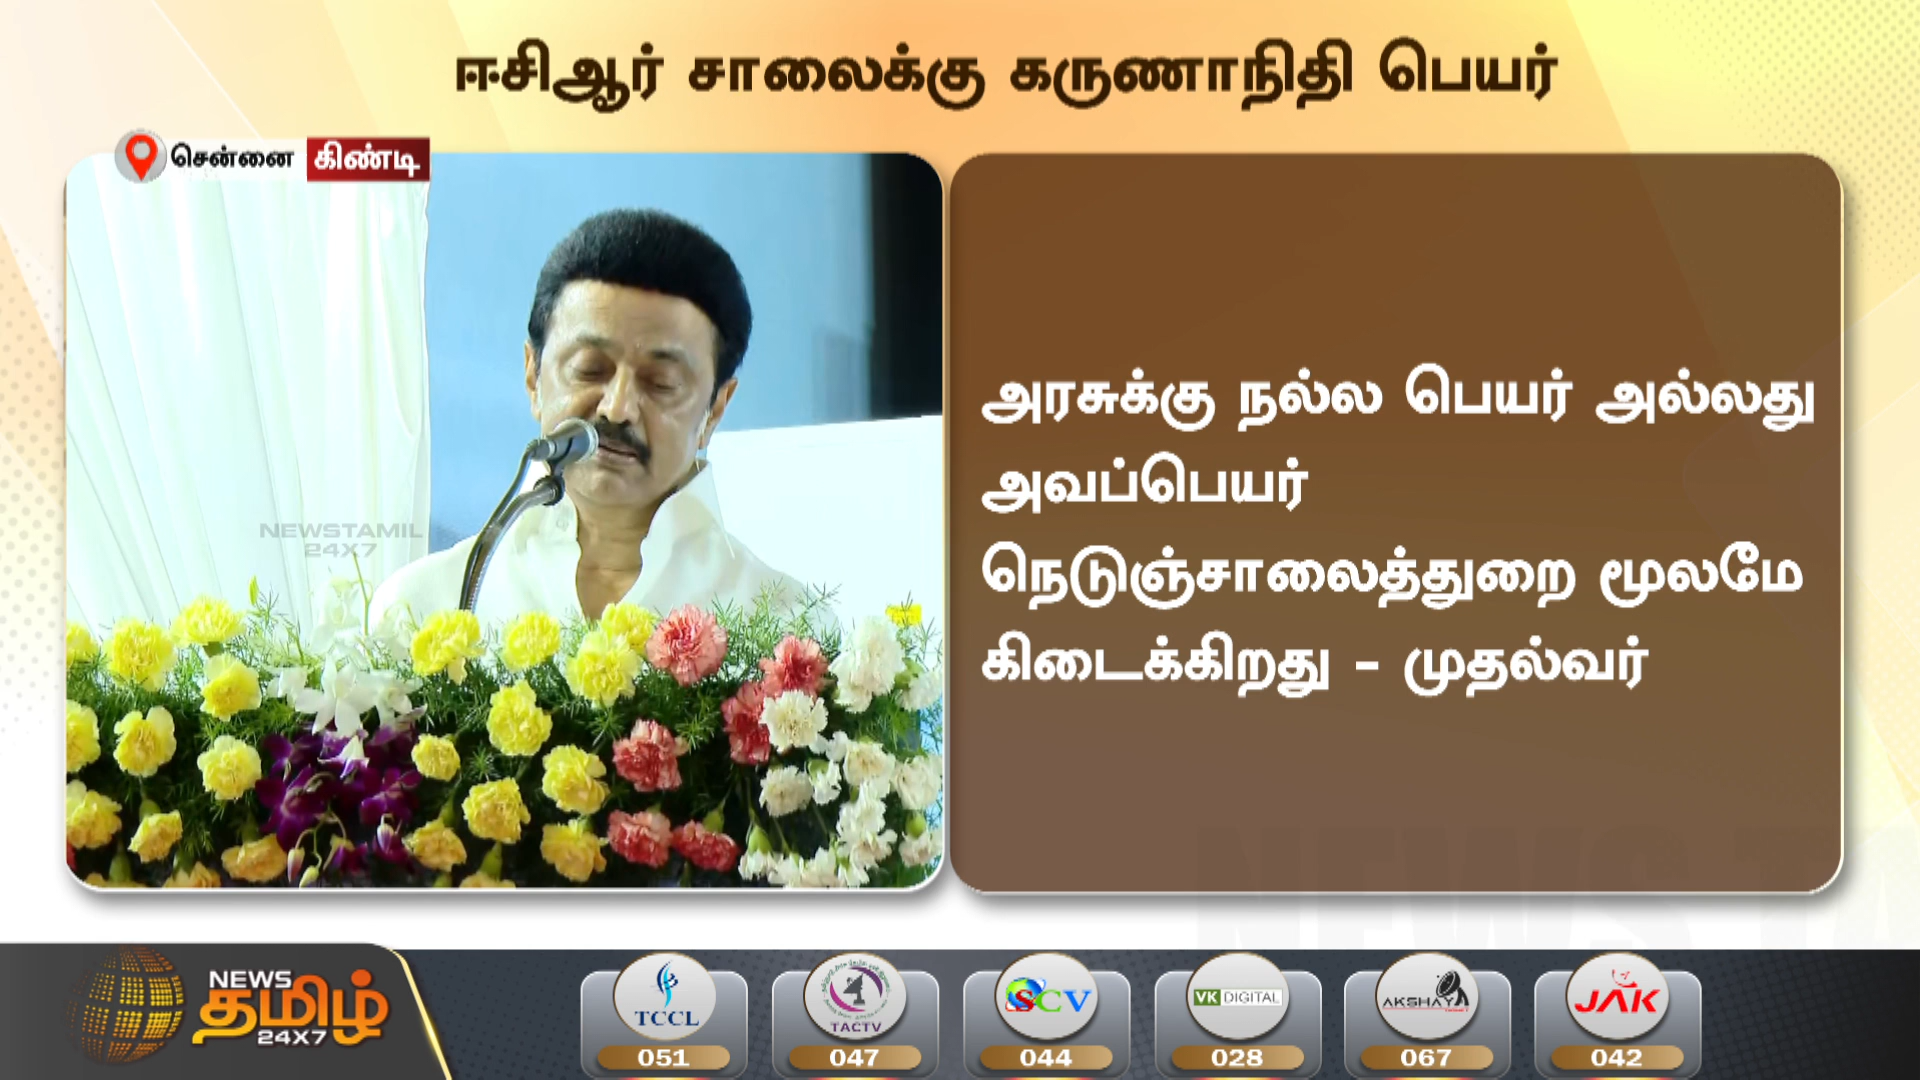 ஈசிஆர் சாலைக்கு கருணாநிதி பெயர்
சென்னை கிண்டி
அரசுக்கு நல்ல பெயர் அல்லது
அவப்பெயர்
நெடுஞ்சாலைத்துறை மூலமே
கிடைக்கிறது - முதல்வர்
NEWSTAMIL
24X7
NEWS
தமிழ்
24X7
TCCL
051
TACTV
047
SCV
044
VK DIGITAL
028
AKSHAYA
067
JAK
042